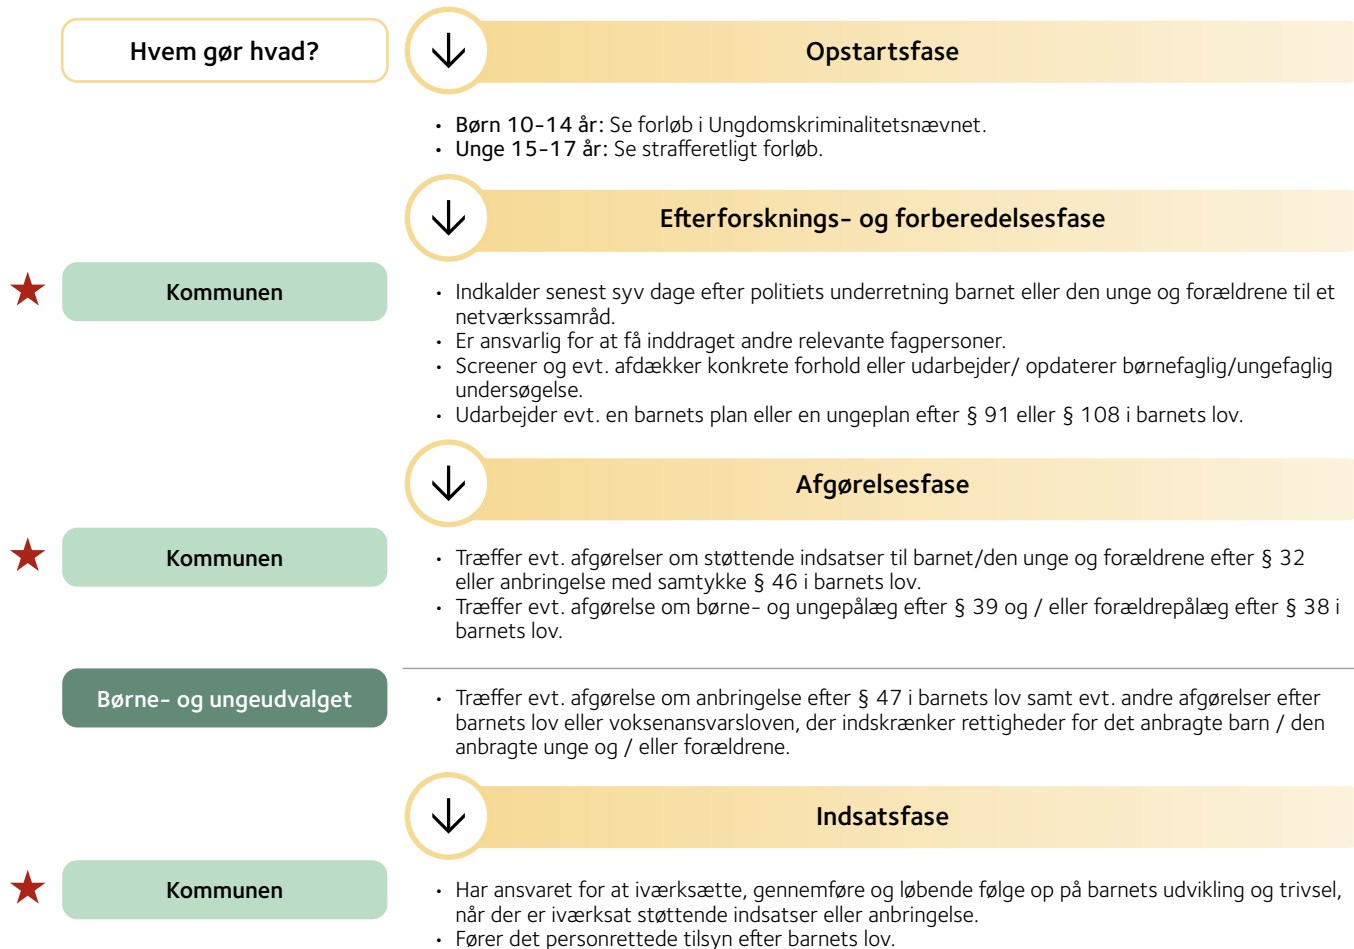 Hvem gør hvad?
Opstartsfase
• Børn 10-14 år: Se forløb i Ungdomskriminalitetsnævnet.
• Unge 15-17 år: Se strafferetligt forløb.
Efterforsknings- og forberedelsesfase
Kommunen
• Indkalder senest syv dage efter politiets underretning barnet eller den unge og forældrene til et
netværkssamråd.
• Er ansvarlig for at få inddraget andre relevante fagpersoner.
• Screener og evt. afdækker konkrete forhold eller udarbejder/ opdaterer børnefaglig/ungefaglig
undersøgelse.
• Udarbejder evt. en barnets plan eller en ungeplan efter § 91 eller § 108 i barnets lov.
Afgørelsesfase
Kommunen
• Træffer evt. afgørelser om støttende indsatser til barnet/den unge og forældrene efter § 32
eller anbringelse med samtykke § 46 i barnets lov.
• Træffer evt. afgørelse om børne- og ungepålæg efter § 39 og / eller forældrepålæg efter § 38 i
barnets lov.
Børne- og ungeudvalget
• Træffer evt. afgørelse om anbringelse efter § 47 i barnets lov samt evt. andre afgørelser efter
barnets lov eller voksenansvarsloven, der indskrænker rettigheder for det anbragte barn / den
anbragte unge og / eller forældrene.
Indsatsfase
Kommunen
• Har ansvaret for at iværksætte, gennemføre og løbende følge op på barnets udvikling og trivsel,
når der er iværksat støttende indsatser eller anbringelse.
• Fører det personrettede tilsyn efter barnets lov.